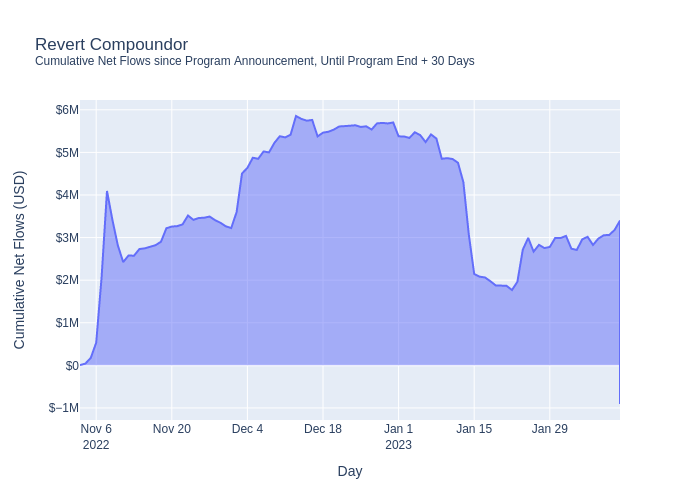 Revert Compoundor
Cumulative Net Flows since Program Announcement, Until Program End + 30 Days
Cumulative Net Flows (USD)
$6M
$5M
$4M
$3M
$2M
$1M
$0
$−1M
Nov 6 Nov 20 Dec 4 Dec 18 Jan 1 Jan 15 Jan 29
2022 2023
Day